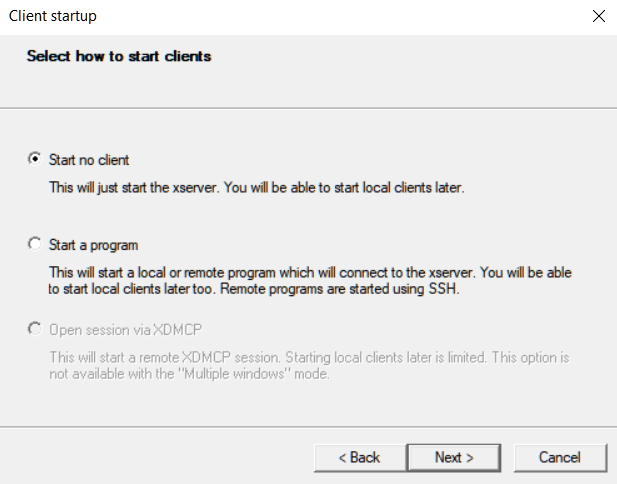 Client startup
Select how to start clients
Start no client
This will just start the xserver. You will be able to start local clients later.
Start a program
This will start a local or remote program which will connect to the xserver. You will be able
to start local clients later too. Remote programs are started using SSH.
Open session via XDMCP
This will start a remote XDMCP session. Starting local clients later is limited. This option is
not available with the "Multiple windows" mode.
< Back
Next >
Cancel